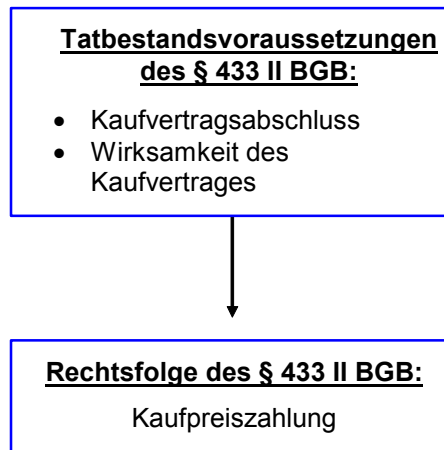 Tatbestandsvoraussetzungen
des § 433 II BGB:
• Kaufvertragsabschluss
• Wirksamkeit des
Kaufvertrages
Rechtsfolge des § 433 II BGB:
Kaufpreiszahlung